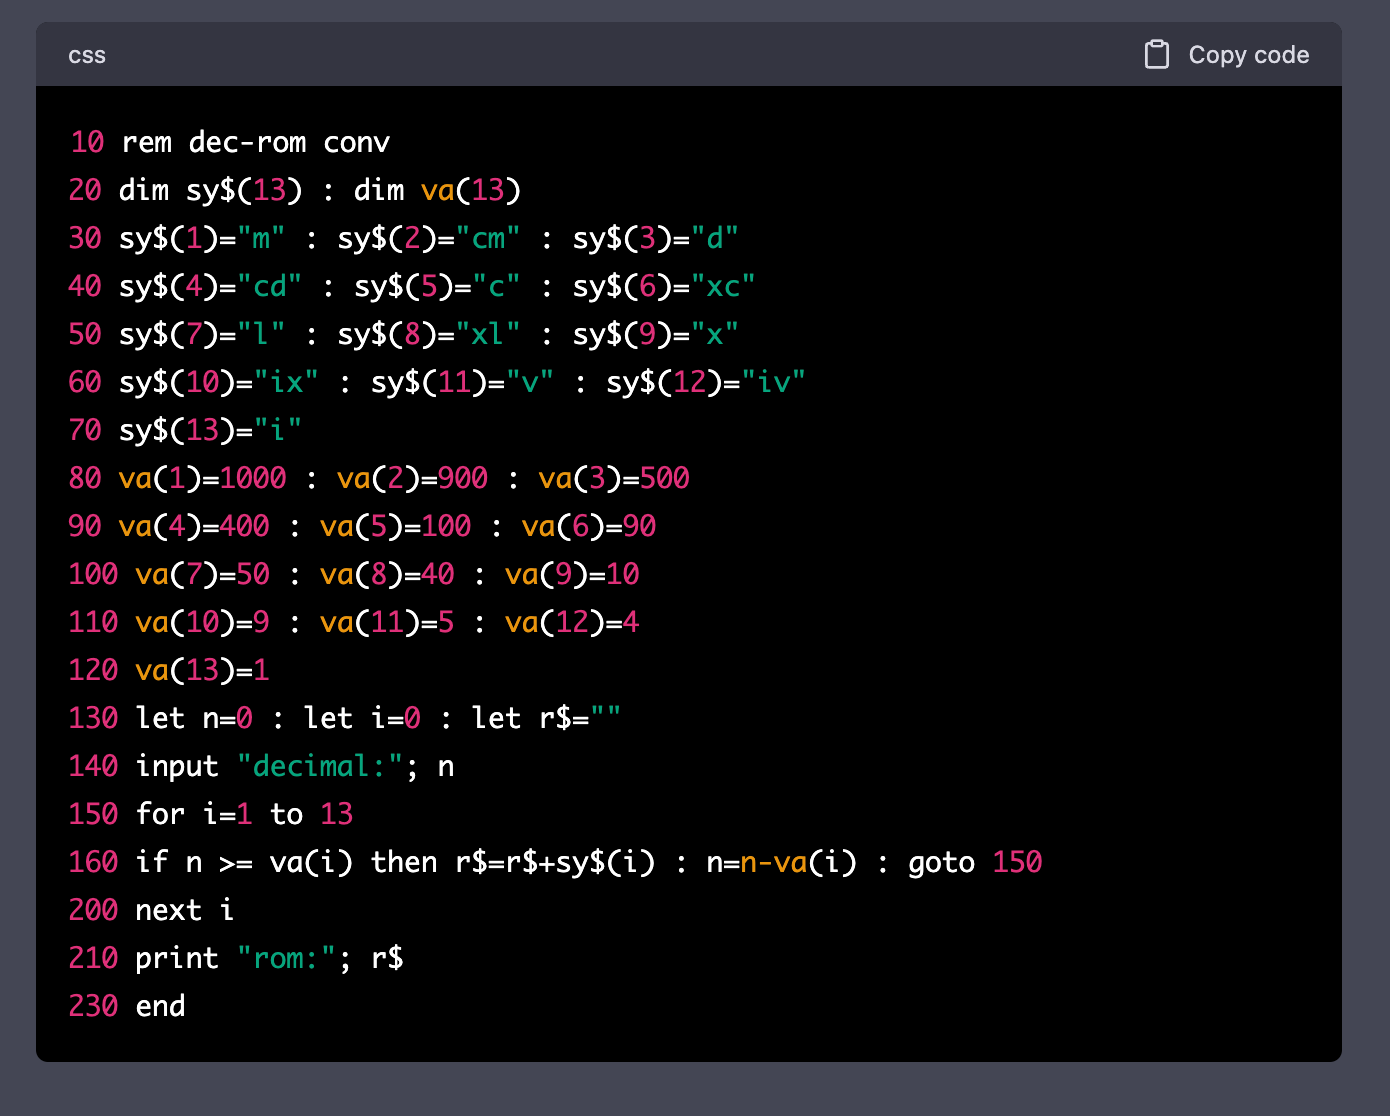 css
Copy code
10 rem dec-rom conv
20 dim sy$(13) : dim va(13)
30 sy$(1)="m" : sy$(2)="cm" : sy$(3)="d"
40 sy$(4)="cd" : sy$(5)="c" : sy$(6)="xc"
50 sy$(7)="l" : sy$(8)="xl" : sy$(9)="x"
60 sy$(10)="ix" : sy$(11)="v" : sy$(12)="iv"
70 sy$(13)="i"
80 va(1)=1000 : va(2)=900 : va(3)=500
90 va(4)=400 : va(5)=100 : va(6)=90
100 va(7)=50 : va(8)=40 : va(9)=10
110 va(10)=9 : va(11)=5 : va(12)=4
120 va(13)=1
130 let n=0 : let i=0 : let r$=""
140 input "decimal:"; n
150 for i=1 to 13
160 if n >= va(i) then r$=r$+sy$(i) : n=n-va(i) : goto 150
200 next i
210 print "rom:"; r$
230 end